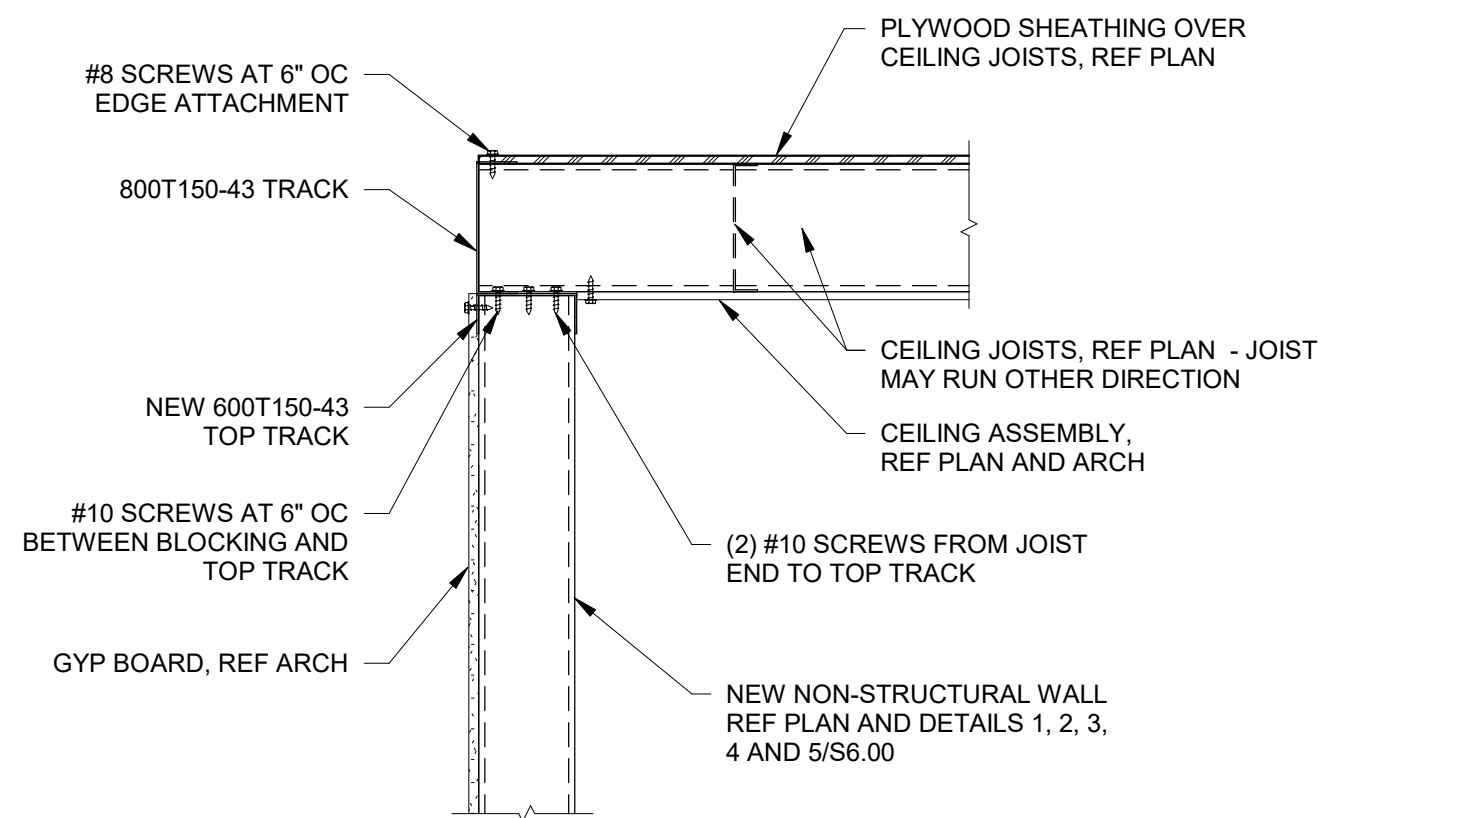 PLYWOOD SHEATHING OVER
CEILING JOISTS, REF PLAN
#8 SCREWS AT 6" OC
EDGE ATTACHMENT
800T150-43 TRACK
CEILING JOISTS, REF PLAN - JOIST
MAY RUN OTHER DIRECTION
NEW 600T150-43
TOP TRACK
CEILING ASSEMBLY,
REF PLAN AND ARCH
#10 SCREWS AT 6" OC
BETWEEN BLOCKING AND
TOP TRACK
(2) #10 SCREWS FROM JOIST
END TO TOP TRACK
GYP BOARD, REF ARCH
NEW NON-STRUCTURAL WALL
REF PLAN AND DETAILS 1, 2, 3,
4 AND 5/S6.00